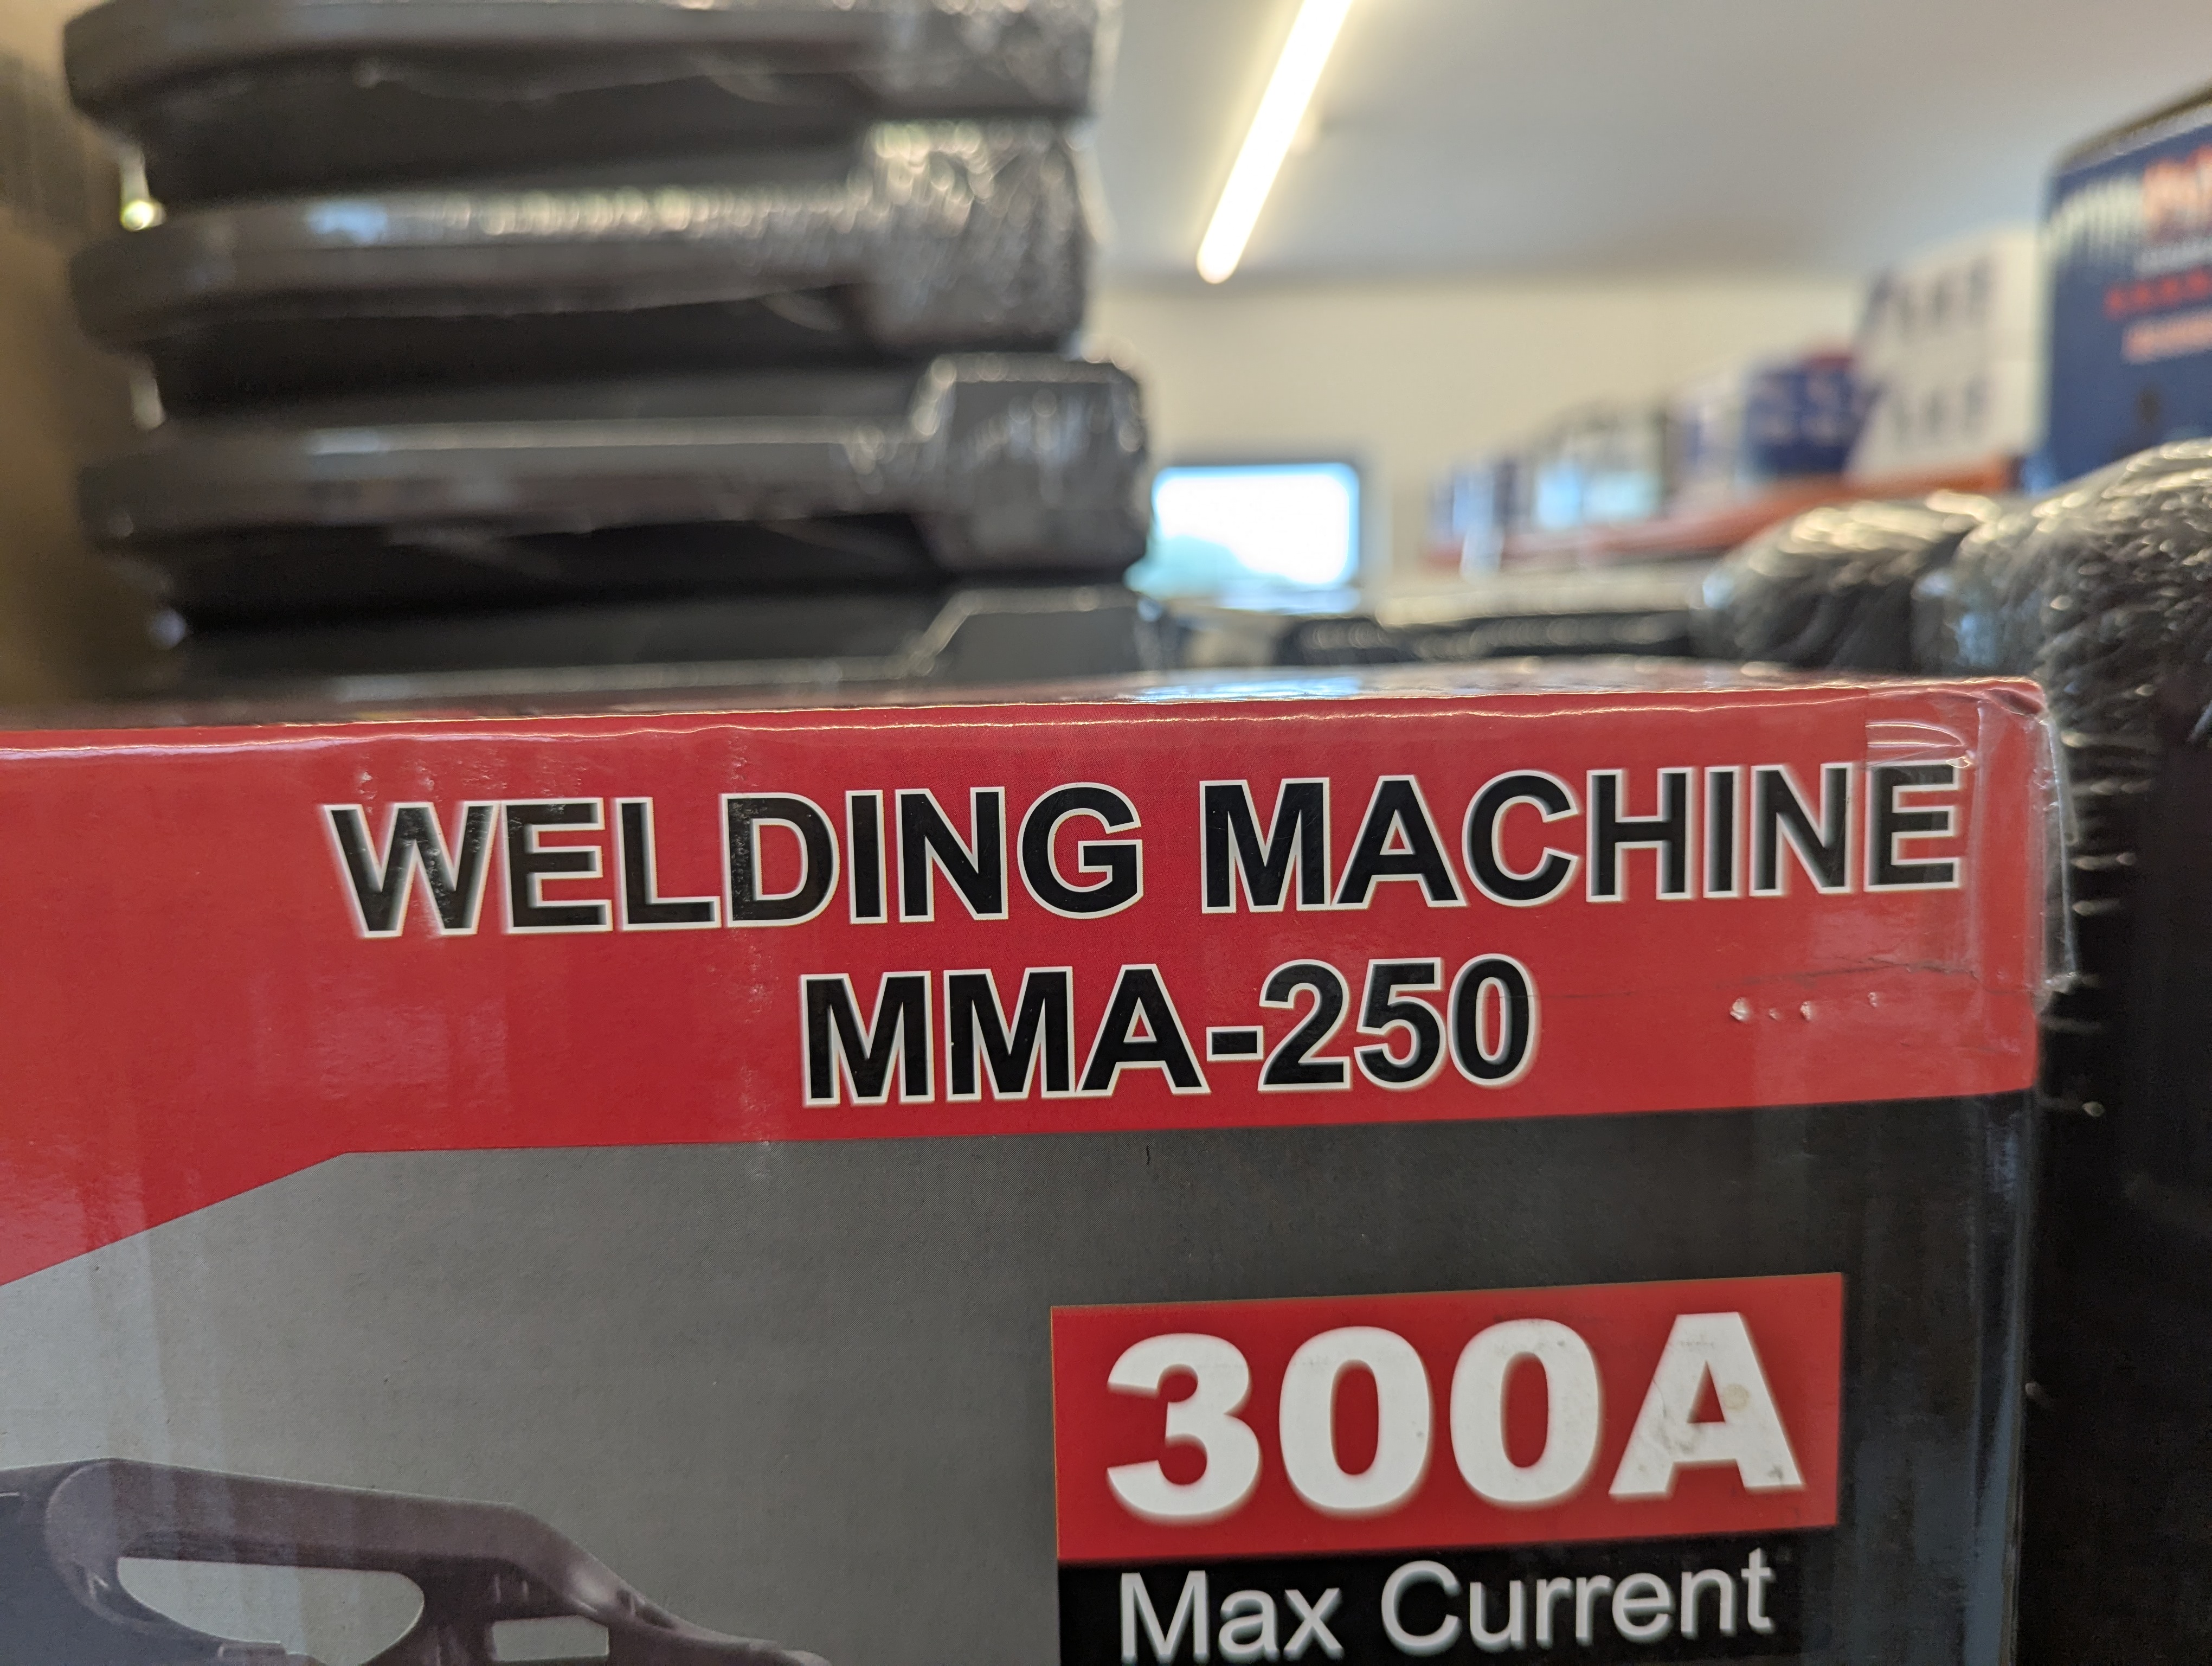 WELDING MACHINE
MMA-250
300A
Max Current